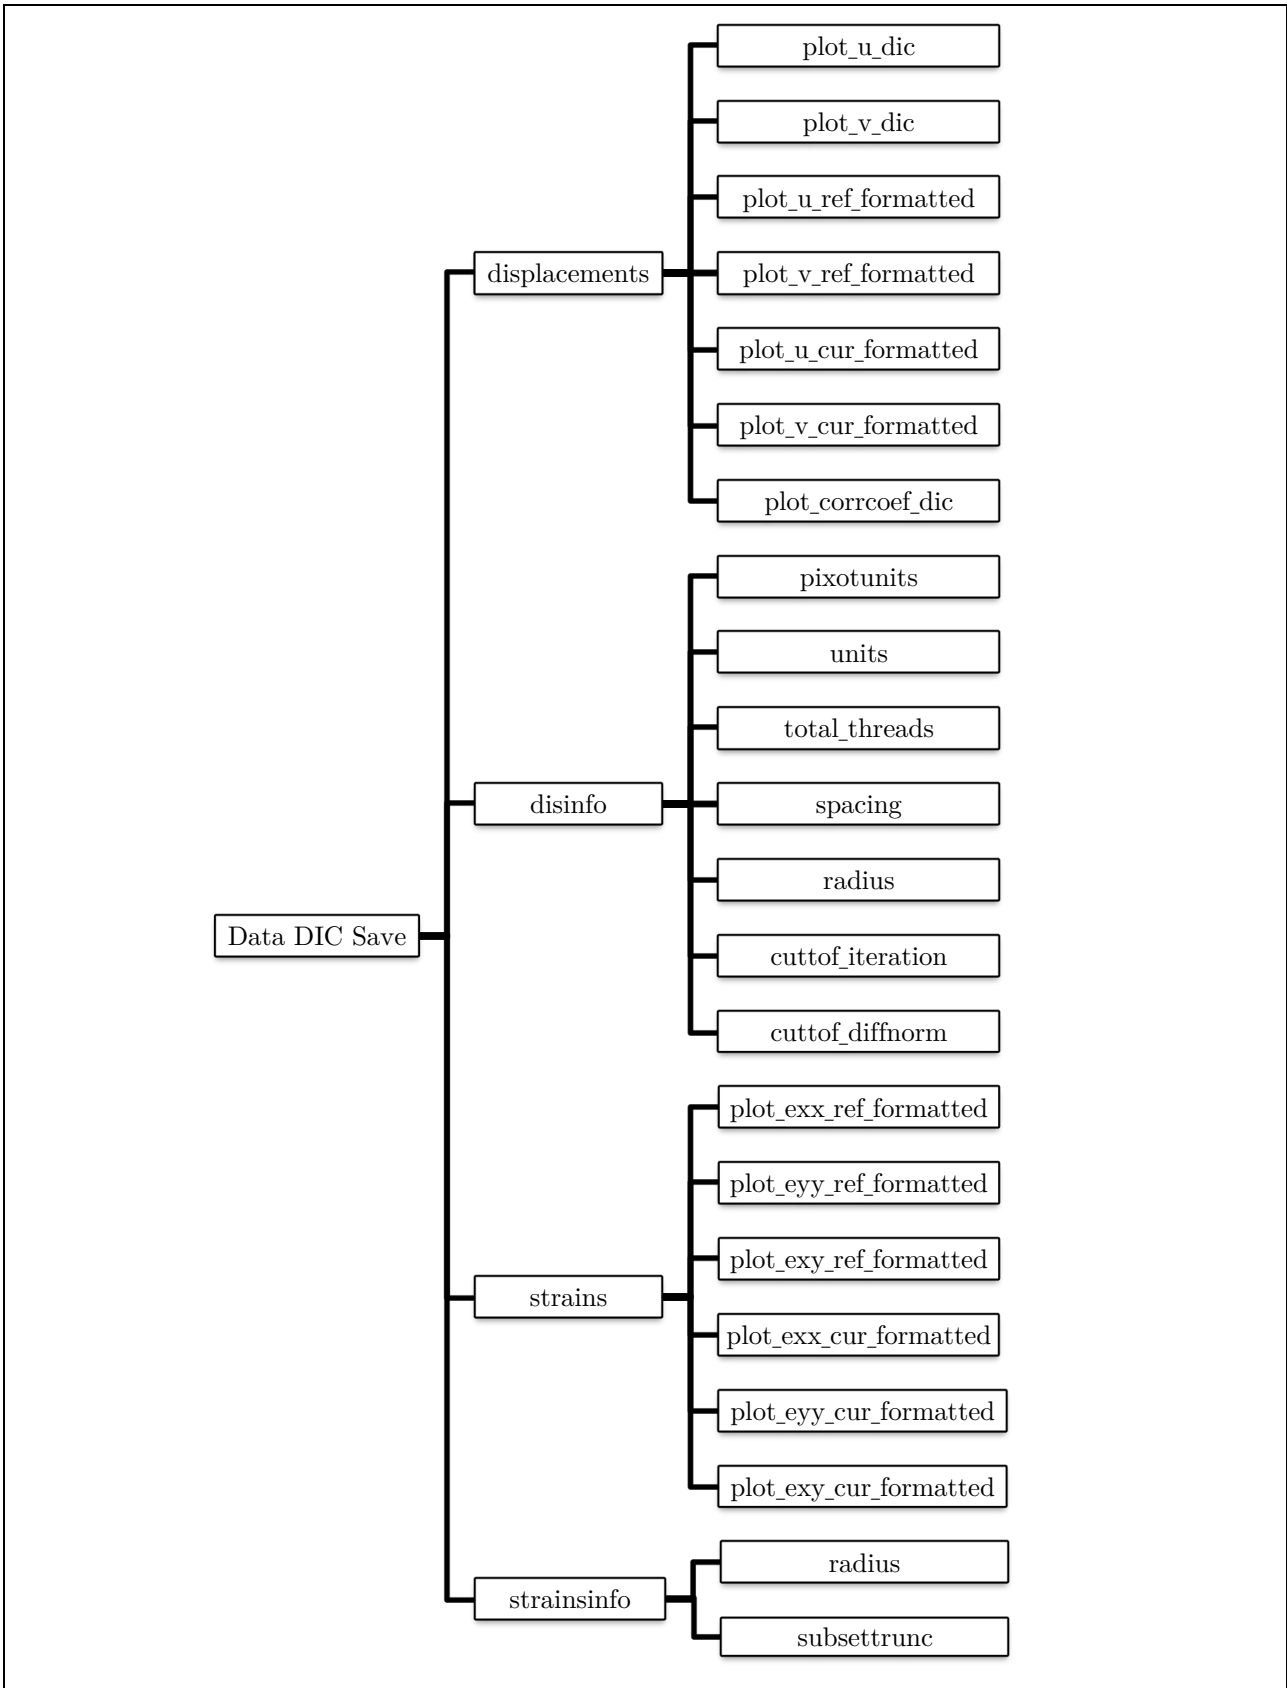 plot_u_dic
plot_v_dic
plot_u_ref_formatted
displacements
plot_v_ref_formatted
plot_u_cur_formatted
plot_v_cur_formatted
plot_corrcoef_dic
pixotunits
units
total_threads
disinfo
spacing
radius
Data DIC Save
cuttof_iteration
cuttof_diffnorm
plot_exx_ref_formatted
plot_eyy_ref_formatted
plot_exy_ref_formatted
strains
plot_exx_cur_formatted
plot_eyy_cur_formatted
plot_exy_cur_formatted
radius
strainsinfo
subsettrunc